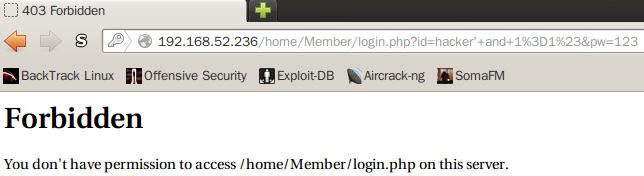 403 Forbidden
192.168.52.236/home/Member/login.php?id=hacker'+and+1%3D1%23&pw=123
BackTrack Linux Offensive Security Exploit-DB Aircrack-ng SomaFM
Forbidden
You don't have permission to access /home/Member/login.php on this server.